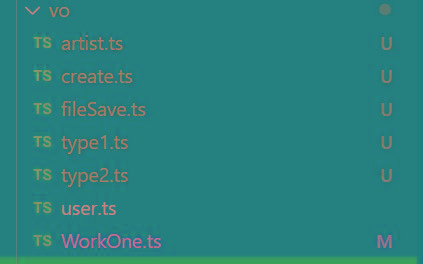 vo
TS artist.ts U
TS create.ts U
TS fileSave.ts U
TS type1.ts U
TS type2.ts U
TS user.ts
TS WorkOne.ts M